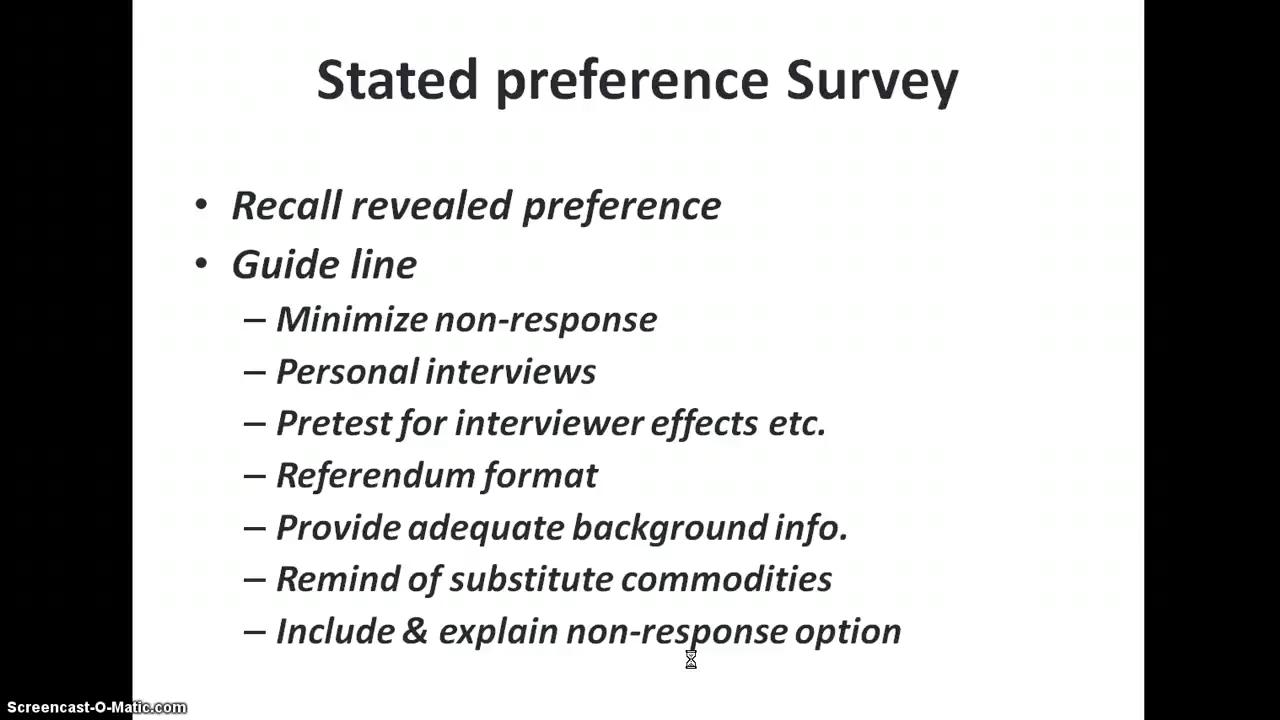 Stated preference Survey
• Recall revealed preference
• Guide line
– Minimize non-response
– Personal interviews
– Pretest for interviewer effects etc.
– Referendum format
– Provide adequate background info.
– Remind of substitute commodities
– Include & explain non-response option
Screencast-O-Matic.com